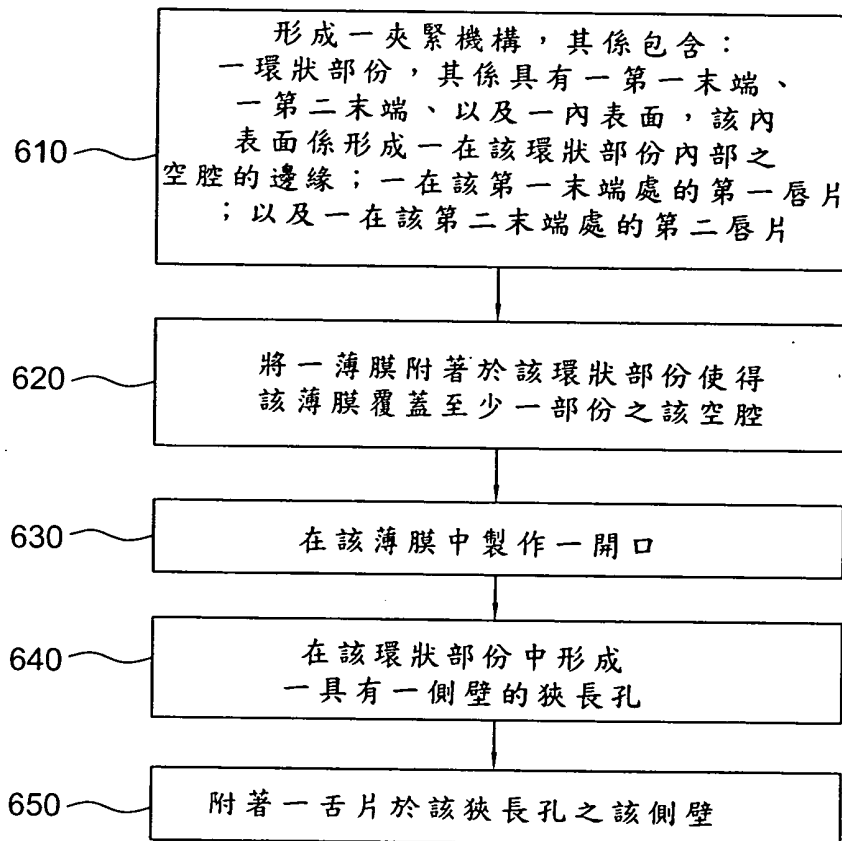 形成一夾緊機構，其係包含：
一環狀部份，其係具有一第一末端、
一第二末端、以及一內表面，該內
表面係形成一在該環狀部份內部之
空腔的邊緣；一在該第一末端處的第一唇片
；以及一在該第二末端處的第二唇片
610
將一薄膜附著於該環狀部份使得
該薄膜覆蓋至少一部份之該空腔
620
在該薄膜中製作一開口
630
在該環狀部份中形成
一具有一側壁的狹長孔
640
附著一舌片於該狹長孔之該側壁
650